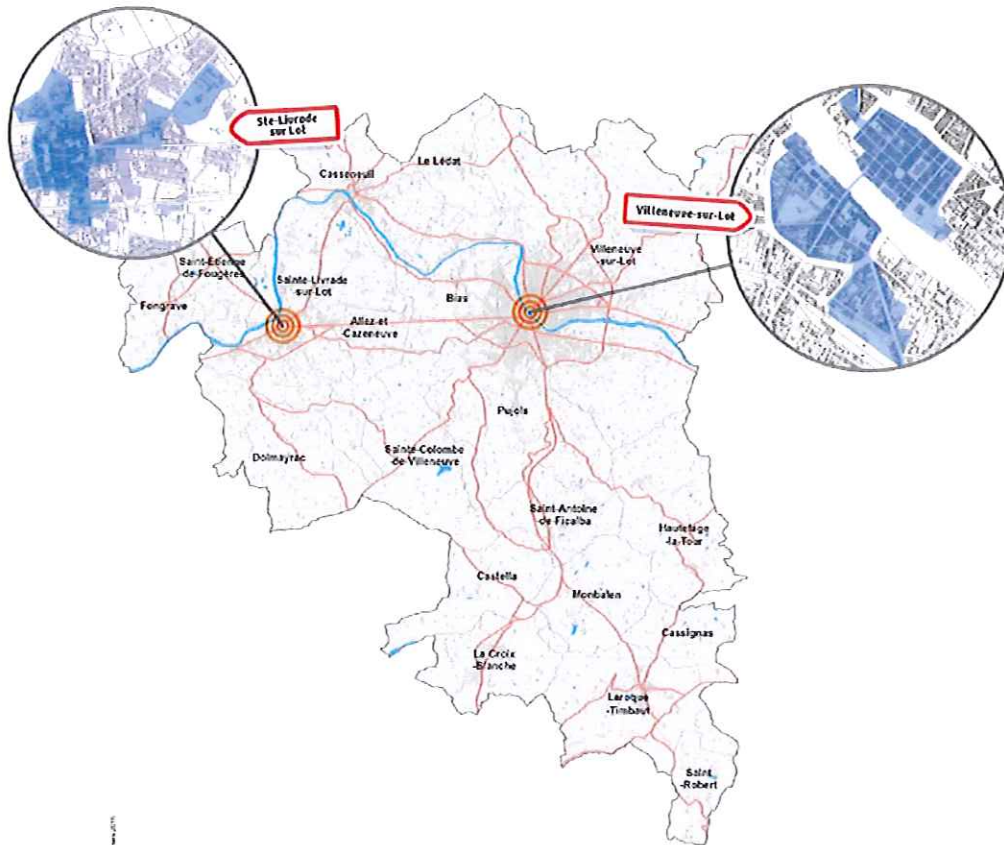 Ste-Livrade
sur Lot
Le Lédat
Casseneuil
Villeneuve-sur-Lot
Villeneuve
-sur-Lot
Saint-Etienne
de-Fougères
Sainte-Livrade
sur-Lot
Fongrave
Bias
Allez-et
-Cazeneuve
Pujols
Dolmayrac
Sainte-Colombe
de-Villeneuve
Saint-Antoine
-de-Ficalba
Hautefage
-la-Tour
Castella
Monbalen
Cassignas
La Croix
-Blanche
Laroque
-Timbaut
Saint
-Robert